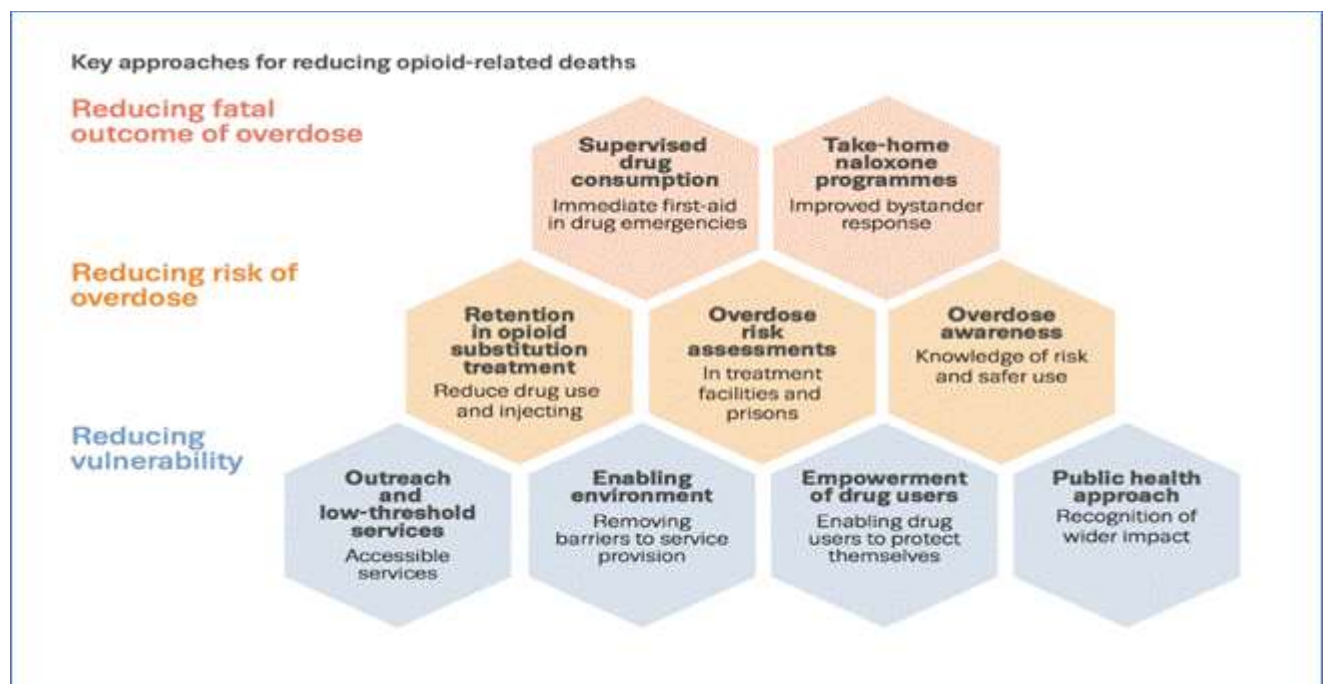 Key approaches for reducing opioid-related deaths
Reducing fatal
outcome of overdose
Supervised
drug
consumption
Immediate first-aid
in drug emergencies
Take-home
naloxone
programmes
Improved bystander
response
Reducing risk of
overdose
Retention
in opioid
substitution
treatment
Reduce drug use
and injecting
Overdose
risk
assessments
In treatment
facilities and
prisons
Overdose
awareness
Knowledge of risk
and safer use
Reducing
vulnerability
Outreach
and
low-threshold
services
Accessible
services
Enabling
environment
Removing
barriers to service
provision
Empowerment
of drug users
Enabling drug
users to protect
themselves
Public health
approach
Recognition of
wider impact